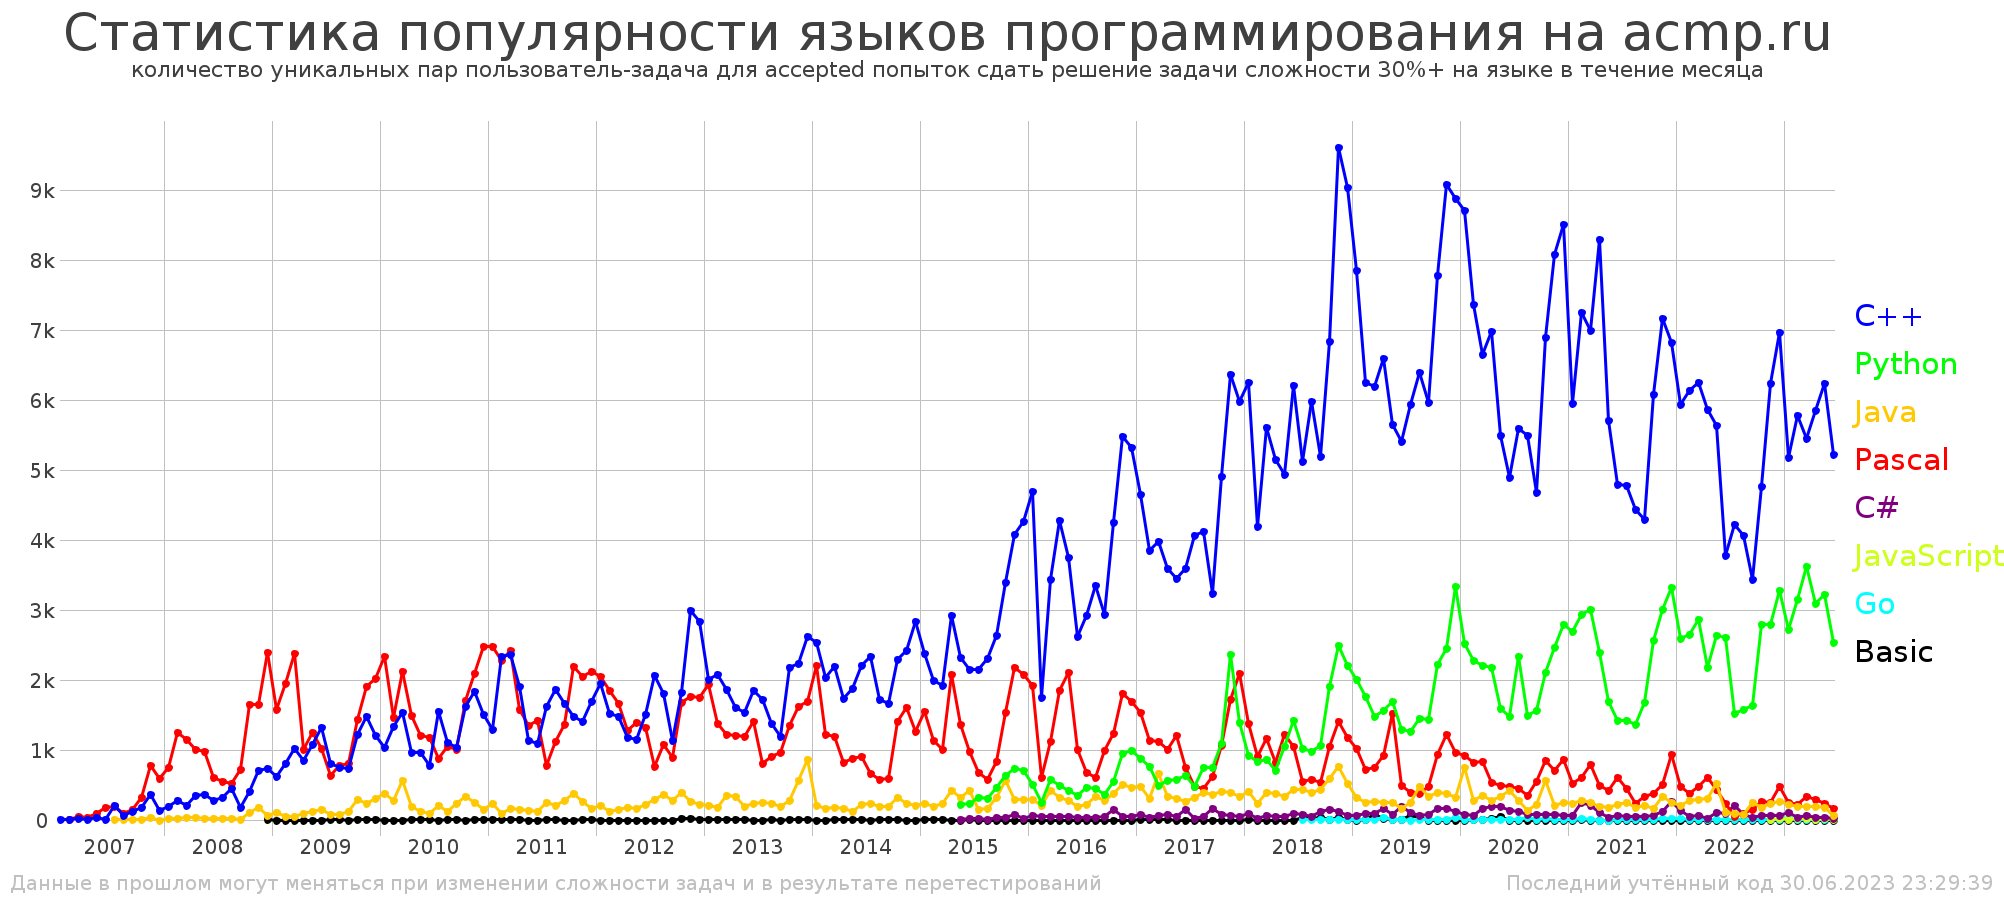 Статистика популярности языков программирования на acmp.ru
количество уникальных пар пользователь-задача для accepted попыток сдать решение задачи сложности 30%+ на языке в течение месяца
9k
8k
7k
6k
5k
4k
3k
2k
1k
0
C++
Python
Java
Pascal
C#
JavaScript
Go
Basic
2007 2008 2009 2010 2011 2012 2013 2014 2015 2016 2017 2018 2019 2020 2021 2022
Данные в прошлом могут меняться при изменении сложности задач и в результате перетестирований
Последний учтённый код 30.06.2023 23:29:39